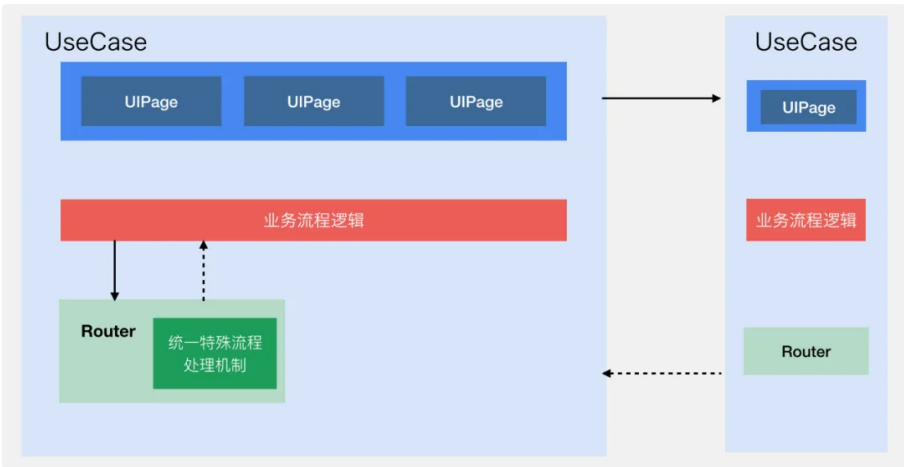 UseCase
UIPage
UIPage
UIPage
业务流程逻辑
Router
统一特殊流程
处理机制
UseCase
UIPage
业务流程逻辑
Router